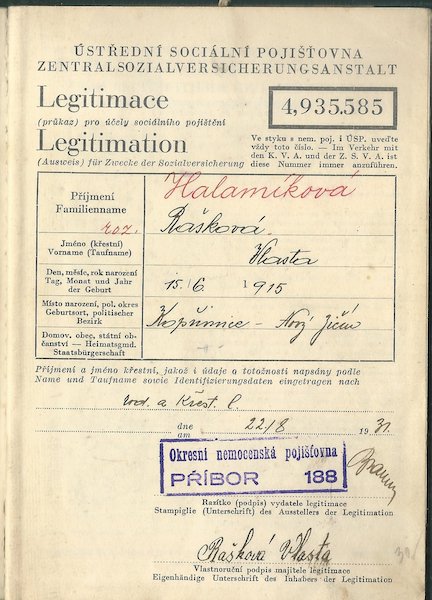 ÚSTŘEDNÍ SOCIÁLNÍ POJIŠŤOVNA
ZENTRALSOZIALVERSICHERUNGSANSTALT
Legitimace
(průkaz) pro účely sociálního pojištění
Legitimation
(Ausweis) für Zwecke der Sozialversicherung
4,935.585
Ve styku s nem. poj. i ÚSP. uveďte
vždy toto číslo. — Im Verkehr mit
den K. V. A. und der Z. S. V. A. ist
diese Nummer immer anzuführen.
Příjmení
Familienname
Halamíková
roz. Rašková
Jméno (křestní)
Vorname (Taufname)
Vlasta
Den, měsíc, rok narození
Tag, Monat und Jahr
der Geburt
15. 6 1915
Místo narození, pol. okres
Geburtsort, politischer
Bezirk
Kopřivnice - Nový Jičín
Domov. obec, státní ob-
čanství — Heimatsgmd.
Staatsbürgerschaft
Příjmení a jméno křestní, jakož i údaje o totožnosti napsány podle
Name und Taufname sowie Identifizierungsdaten eingetragen nach
rod. a křest. l.
dne
am
22/8 1931.
Okresní nemocenská pojišťovna
PŘÍBOR 188
Razítko (podpis) vydatele legitimace
Stampiglie (Unterschrift) des Ausstellers der Legitimation
Rašková Vlasta
Vlastnoruční podpis majitele legitimace
Eigenhändige Unterschrift des Inhabers der Legitimation